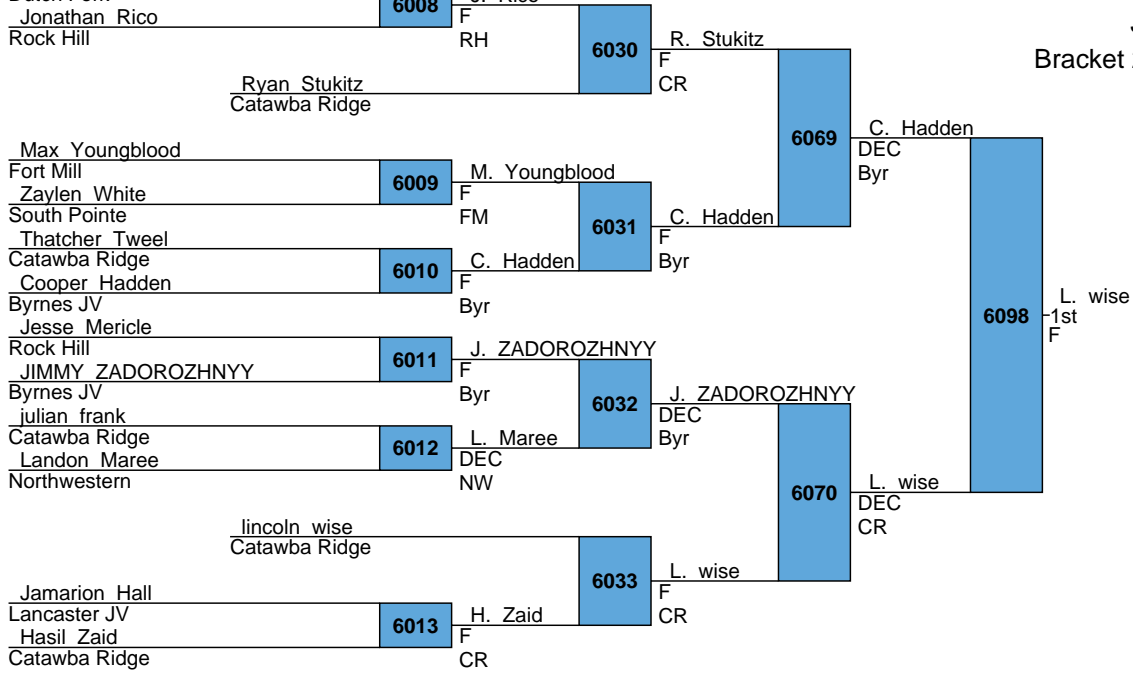 Jonathan Rico
Rock Hill
6008
F
RH
Ryan Stukitz
Catawba Ridge
6030
R. Stukitz
F
CR
Bracket
Max Youngblood
Fort Mill
Zaylen White
South Pointe
6009
M. Youngblood
F
FM
Thatcher Tweel
Catawba Ridge
Cooper Hadden
Byrnes JV
6010
C. Hadden
F
Byr
6031
C. Hadden
F
Byr
6069
C. Hadden
DEC
Byr
Jesse Mericle
Rock Hill
JIMMY ZADOROZHNYY
Byrnes JV
6011
J. ZADOROZHNYY
F
Byr
julian frank
Catawba Ridge
Landon Maree
Northwestern
6012
L. Maree
DEC
NW
6032
J. ZADOROZHNYY
DEC
Byr
lincoln wise
Catawba Ridge
Jamarion Hall
Lancaster JV
Hasil Zaid
Catawba Ridge
6013
H. Zaid
F
CR
6033
L. wise
F
CR
6070
L. wise
DEC
CR
6098
L. wise
1st
F